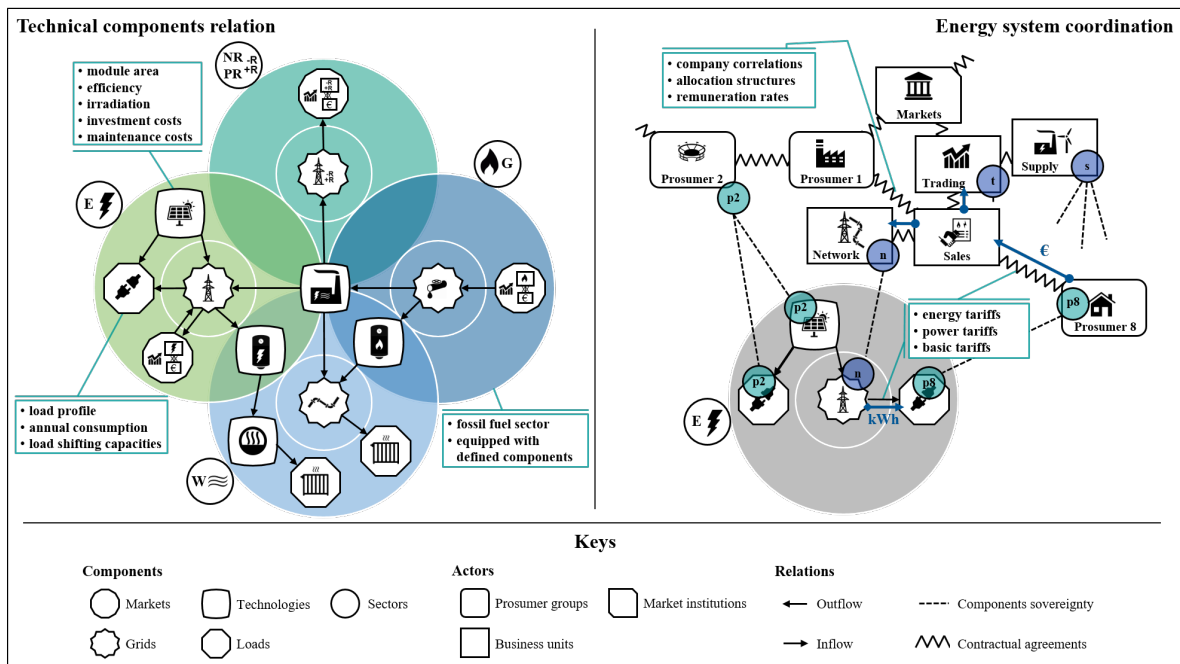 Technical components relation
NR -R
PR +R
• module area
• efficiency
• irradiation
• investment costs
• maintenance costs
-R
+R
€
-R
+R
G
E
€
€
• load profile
• annual consumption
• load shifting capacities
• fossil fuel sector
• equipped with
defined components
W
Energy system coordination
• company correlations
• allocation structures
• remuneration rates
Markets
Prosumer 2
Prosumer 1
Trading
Supply
s
t
p2
Network
n
Sales
€
p8
Prosumer 8
• energy tariffs
• power tariffs
• basic tariffs
p2
p2
n
p8
kWh
E
Keys
Components
Actors
Relations
Markets
Technologies
Sectors
Prosumer groups
Market institutions
Outflow
Components sovereignty
Grids
Loads
Business units
Inflow
Contractual agreements